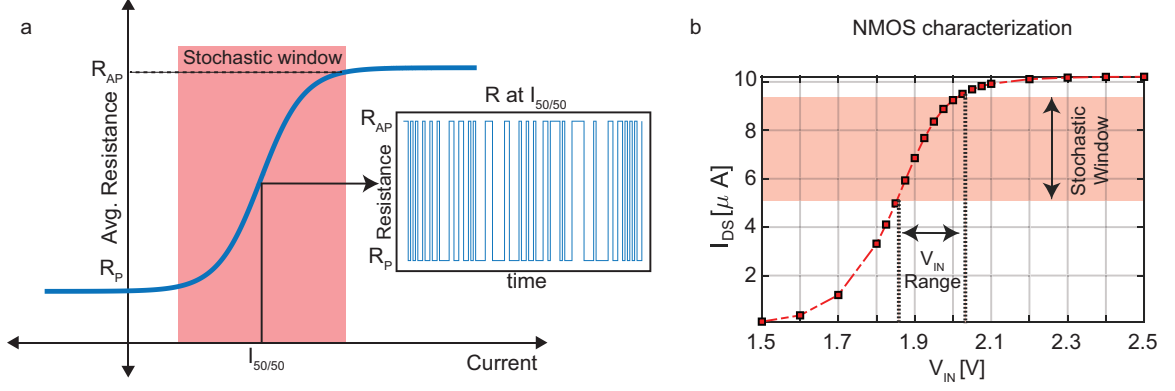 a
Avg. Resistance
R_AP
R_P
Stochastic window
I_50/50
Current
R at I_50/50
R_AP
Resistance
R_P
time
b
NMOS characterization
I_DS [μ A]
10
8
6
4
2
Stochastic
Window
V_IN
Range
1.5
1.7
1.9
2.1
2.3
2.5
V_IN [V]